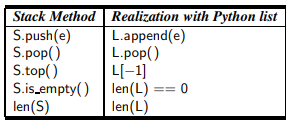 Stack Method Realization with Python list
S.push(e) L.append(e)
S.pop() L.pop()
S.top() L[−1]
S.is_empty() len(L) == 0
len(S) len(L)